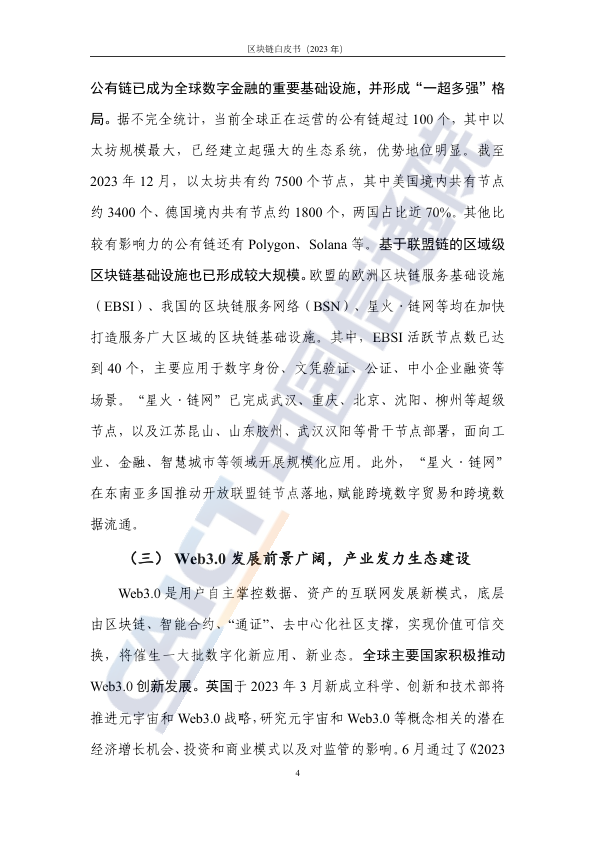 区块链白皮书（2023 年）
公有链已成为全球数字金融的重要基础设施，并形成“一超多强”格
局。据不完全统计，当前全球正在运营的公有链超过 100 个，其中以
太坊规模最大，已经建立起强大的生态系统，优势地位明显。截至
2023 年 12 月，以太坊共有约 7500 个节点，其中美国境内共有节点
约 3400 个、德国境内共有节点约 1800 个，两国占比近 70%。其他比
较有影响力的公有链还有 Polygon、Solana 等。基于联盟链的区域级
区块链基础设施也已形成较大规模。欧盟的欧洲区块链服务基础设施
（EBSI）、我国的区块链服务网络（BSN）、星火·链网等均在加快
打造服务广大区域的区块链基础设施。其中，EBSI 活跃节点数已达
到 40 个，主要应用于数字身份、文凭验证、公证、中小企业融资等
场景。“星火·链网”已完成武汉、重庆、北京、沈阳、柳州等超级
节点，以及江苏昆山、山东胶州、武汉汉阳等骨干节点部署，面向工
业、金融、智慧城市等领域开展规模化应用。此外，“星火·链网”
在东南亚多国推动开放联盟链节点落地，赋能跨境数字贸易和跨境数
据流通。
（三）Web3.0 发展前景广阔，产业发力生态建设
Web3.0 是用户自主掌控数据、资产的互联网发展新模式，底层
由区块链、智能合约、“通证”、去中心化社区支撑，实现价值可信交
换，将催生一大批数字化新应用、新业态。全球主要国家积极推动
Web3.0 创新发展。英国于 2023 年 3 月新成立科学、创新和技术部将
推进元宇宙和 Web3.0 战略，研究元宇宙和 Web3.0 等概念相关的潜在
经济增长机会、投资和商业模式以及对监管的影响。6 月通过了《2023
4
CAICT 中国信通院